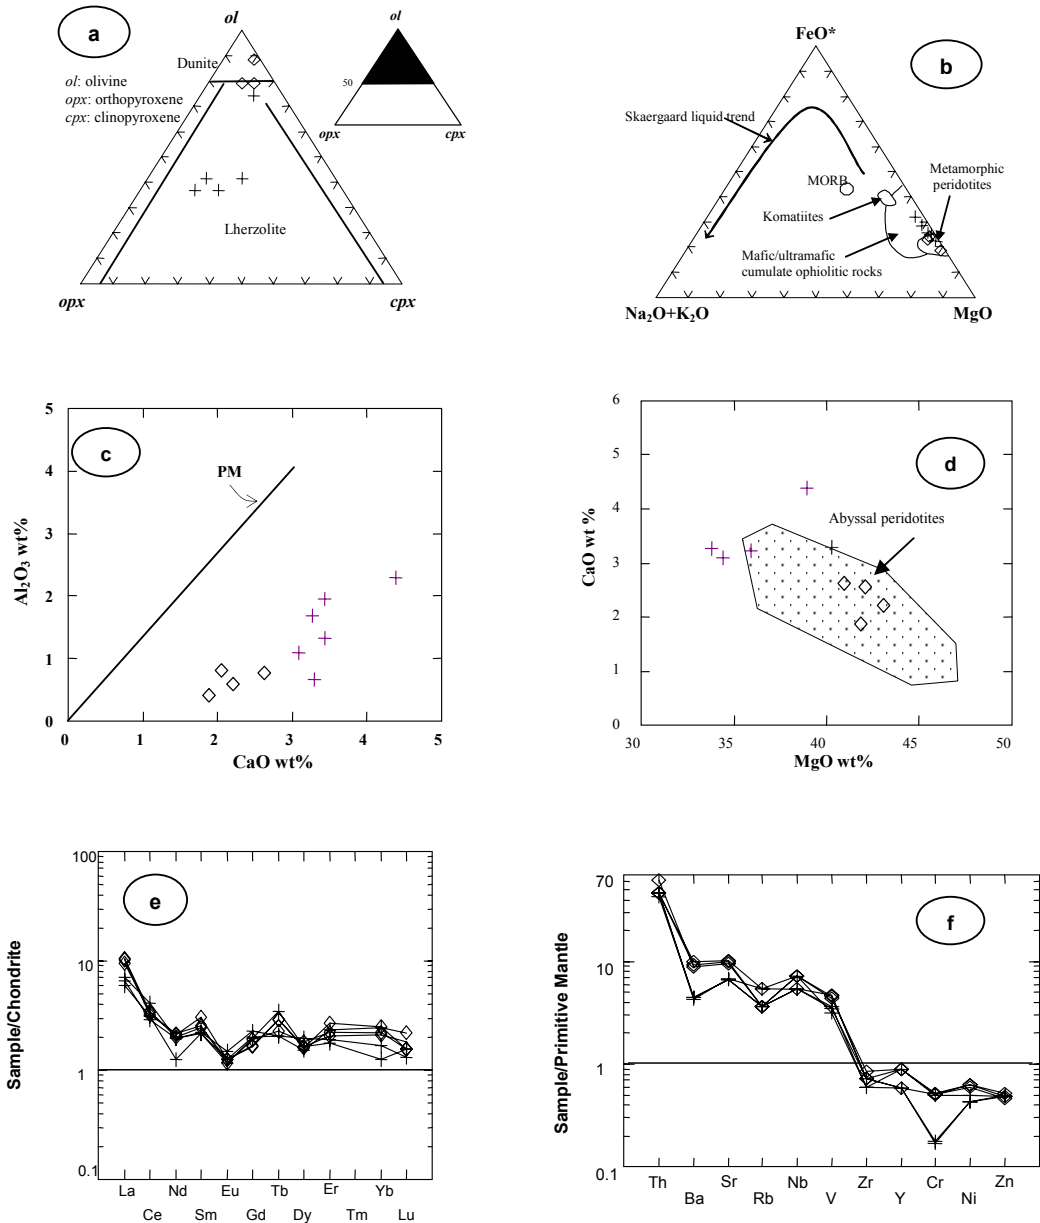 a
ol
Dunite
ol: olivine
opx: orthopyroxene
cpx: clinopyroxene
Lherzolite
opx
cpx
ol
50
opx
cpx
b
FeO*
Skaergaard liquid trend
MORB
Metamorphic
peridotites
Komatiites
Mafic/ultramafic
cumulate ophiolitic rocks
Na₂O+K₂O
MgO
c
PM
Al₂O₃ wt%
5
4
3
2
1
0
0 1 2 3 4 5
CaO wt%
d
Abyssal peridotites
CaO wt %
6
5
4
3
2
1
0
30 35 40 45 50
MgO wt%
e
Sample/Chondrite
100
10
1
0.1
La Nd Eu Tb Er Yb
Ce Sm Gd Dy Tm Lu
f
Sample/Primitive Mantle
70
10
1
0.1
Th Sr Nb Zr Cr Zn
Ba Rb V Y Ni